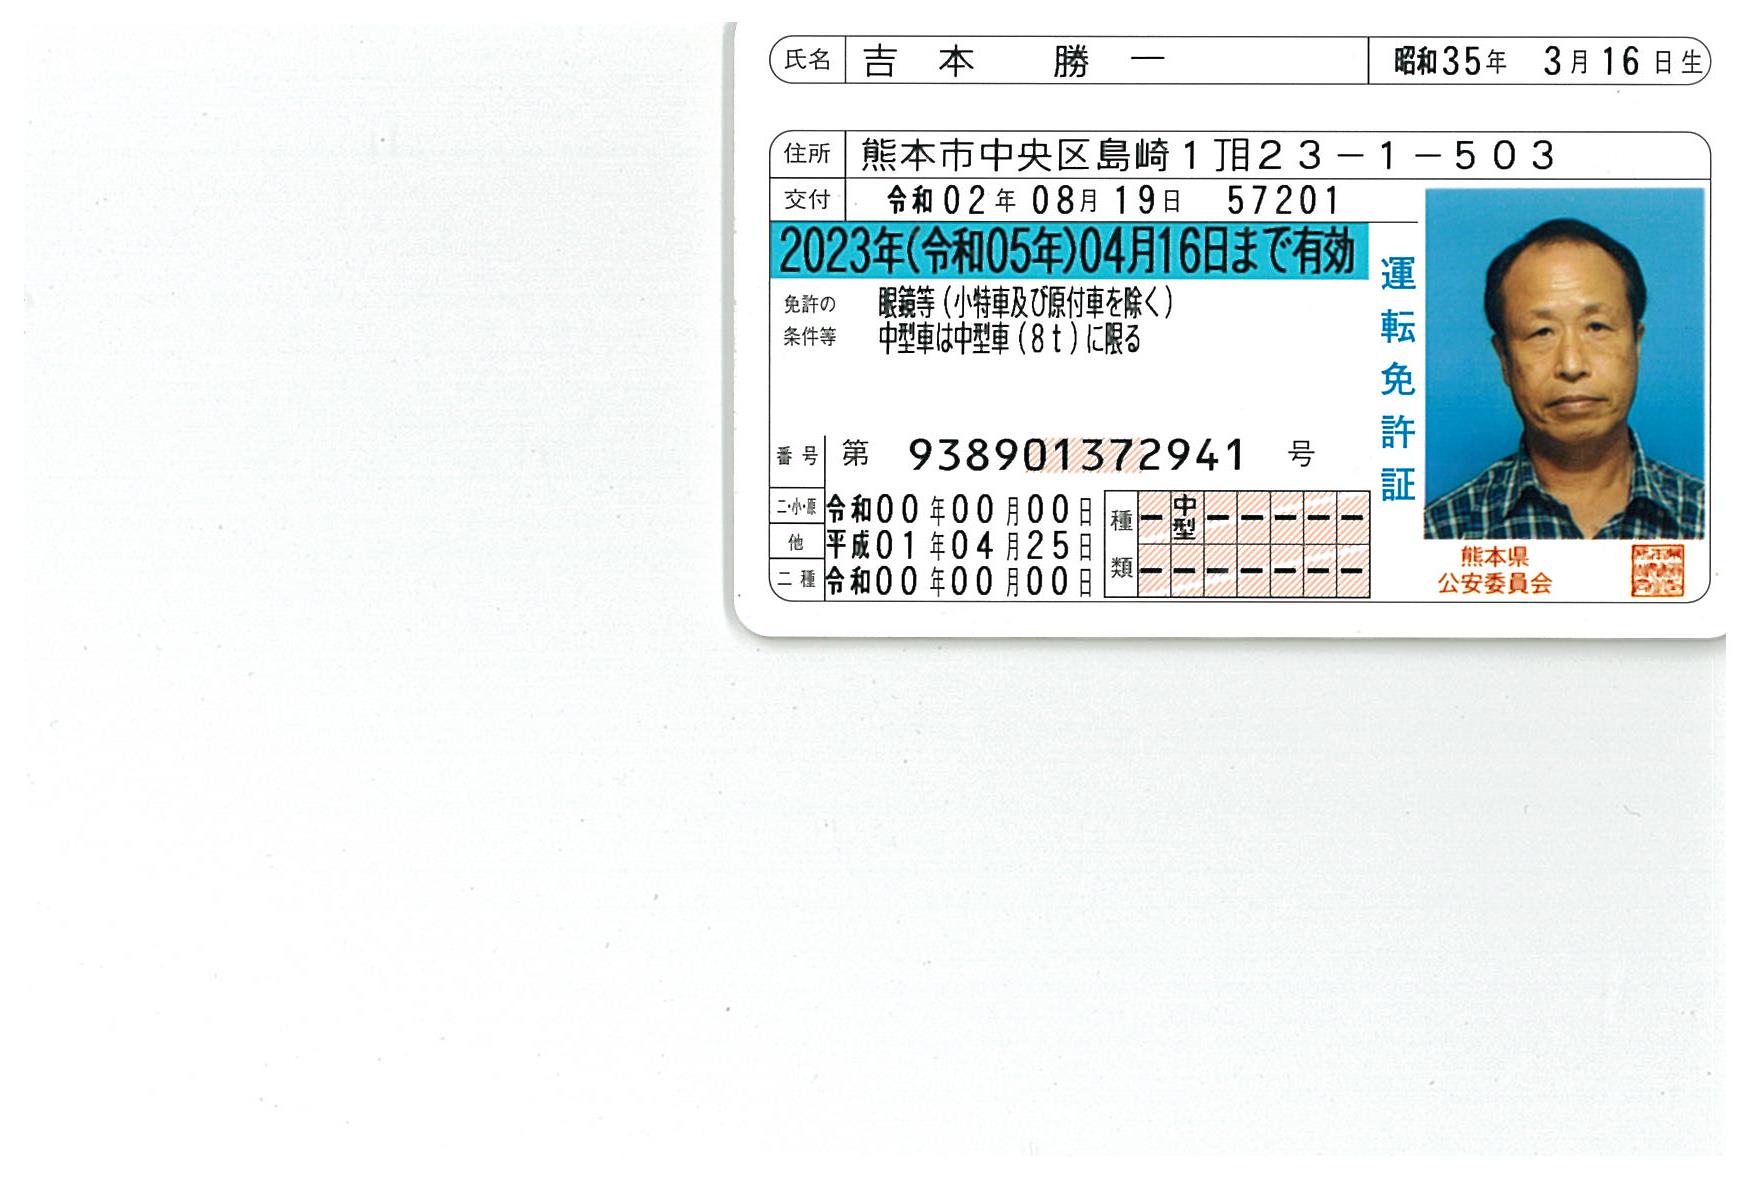 氏名 吉本 勝一 昭和35年 3月16日生
住所 熊本市中央区島崎1丁目23-1-503
交付 令和02年08月19日 57201
2023年(令和05年)04月16日まで有効
免許の条件等 眼鏡等(小特車及び原付車を除く)
中型車は中型車(8t)に限る
番号 第 938901372941 号
二・小・原 令和00年00月00日
他 平成01年04月25日
二種 令和00年00月00日
種類 ー 中型 ー ー ー ー ー
ー ー ー ー ー ー ー
運転免許証
熊本県
公安委員会